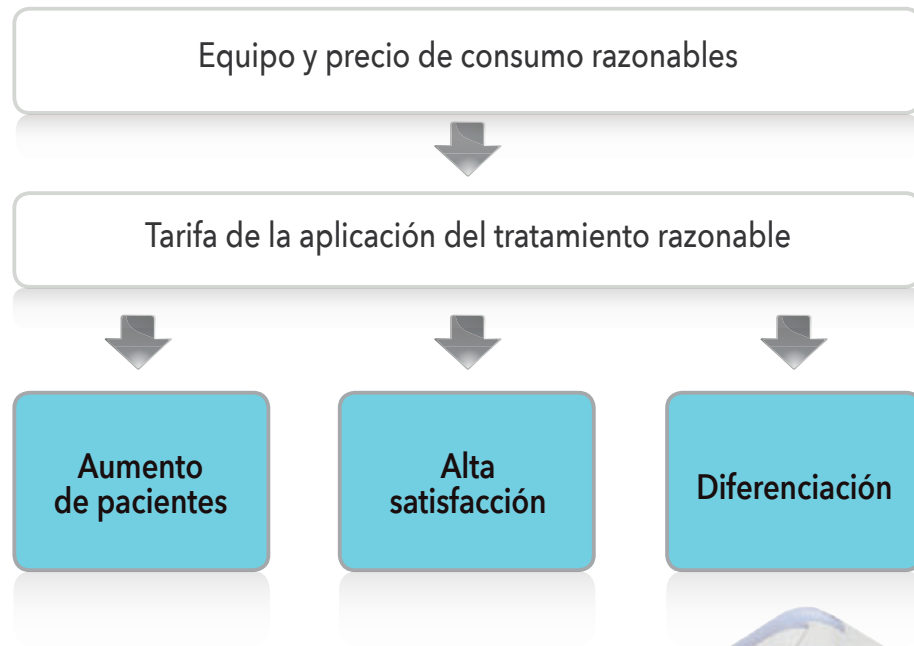 Equipo y precio de consumo razonables
Tarifa de la aplicación del tratamiento razonable
Aumento
de pacientes
Alta
satisfacción
Diferenciación